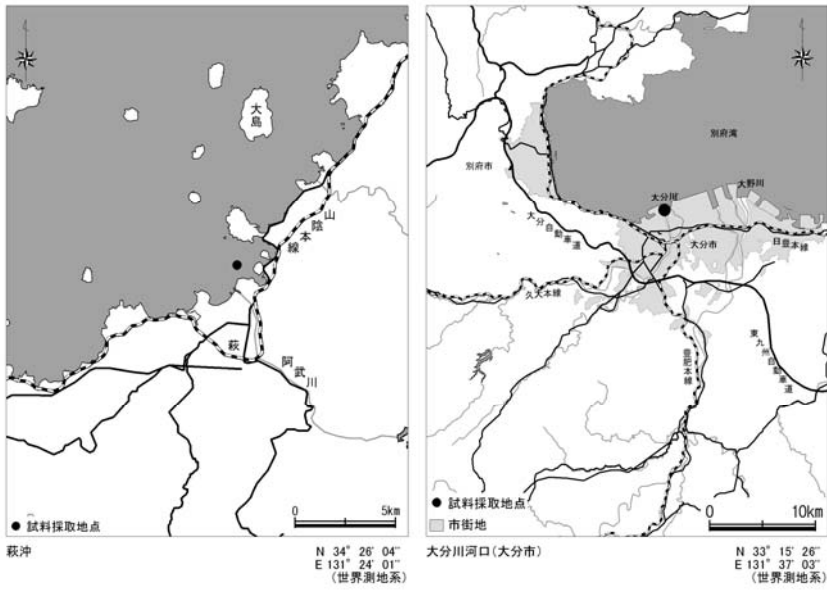 大島
山陰本線
萩
阿武川
0 5km
●試料採取地点
萩沖
N 34° 26′ 04″
E 131° 24′ 01″
(世界測地系)
別府湾
別府市
大分川
大野川
大分自動車道
大分市
日豊本線
久大本線
豊肥本線
東九州自動車道
●試料採取地点
市街地
0 10km
大分川河口(大分市)
N 33° 15′ 26″
E 131° 37′ 03″
(世界測地系)